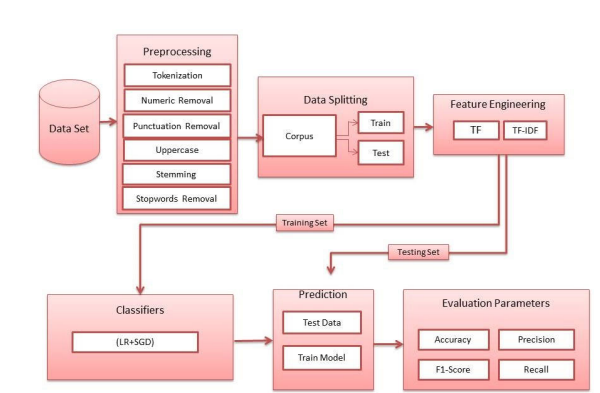 Preprocessing
Tokenization
Numeric Removal
Punctuation Removal
Uppercase
Stemming
Stopwords Removal
Data Set
Data Splitting
Corpus
Train
Test
Feature Engineering
TF
TF-IDF
Training Set
Testing Set
Classifiers
(LR+SGD)
Prediction
Test Data
Train Model
Evaluation Parameters
Accuracy
Precision
F1-Score
Recall